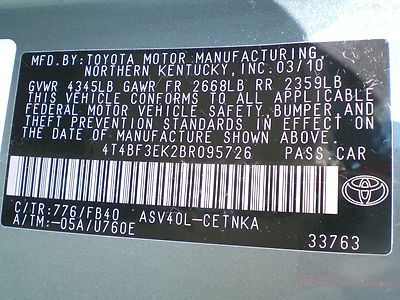 MFD.BY:TOYOTA MOTOR MANUFACTURING,
NORTHERN KENTUCKY,INC.03/10
GVWR 4345LB GAWR FR 2668LB RR 2359LB
THIS VEHICLE CONFORMS TO ALL APPLICABLE
FEDERAL MOTOR VEHICLE SAFETY,BUMPER,AND
THEFT PREVENTION STANDARDS IN EFFECT ON
THE DATE OF MANUFACTURE SHOWN ABOVE.
4T4BF3EK2BR095726 PASS.CAR
C/TR:776/FB40 ASV40L-CETNKA
A/TM:-05A/U760E
TOYOTA
33763